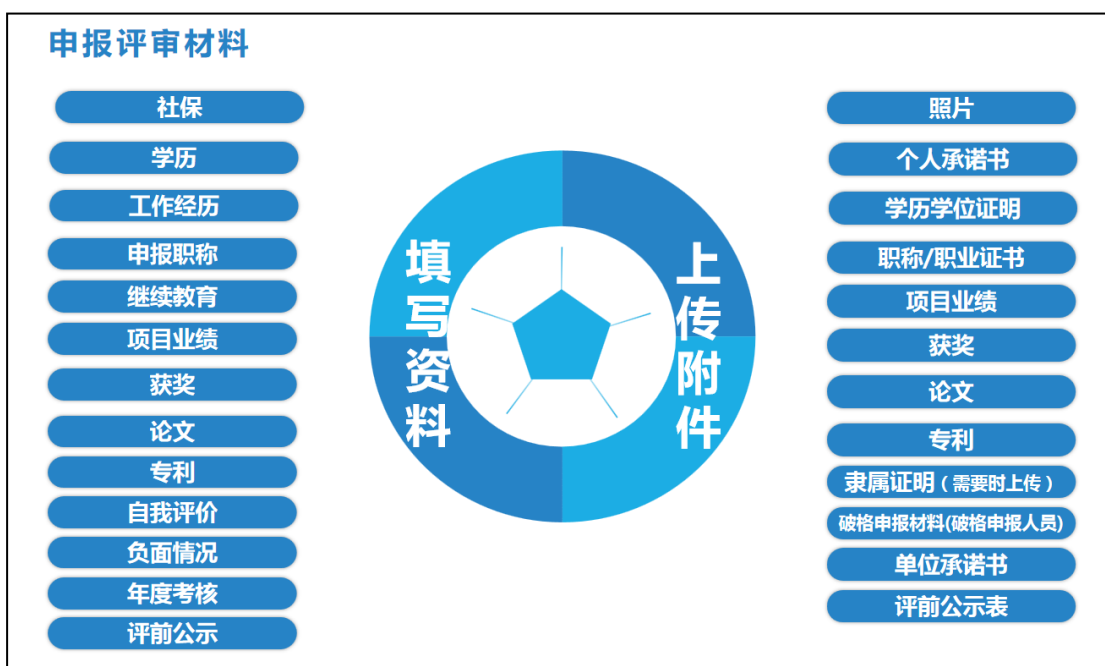 申报评审材料
社保
学历
工作经历
申报职称
继续教育
项目业绩
获奖
论文
专利
自我评价
负面情况
年度考核
评前公示
填写资料
上传附件
照片
个人承诺书
学历学位证明
职称/职业证书
项目业绩
获奖
论文
专利
隶属证明（需要时上传）
破格申报材料(破格申报人员)
单位承诺书
评前公示表